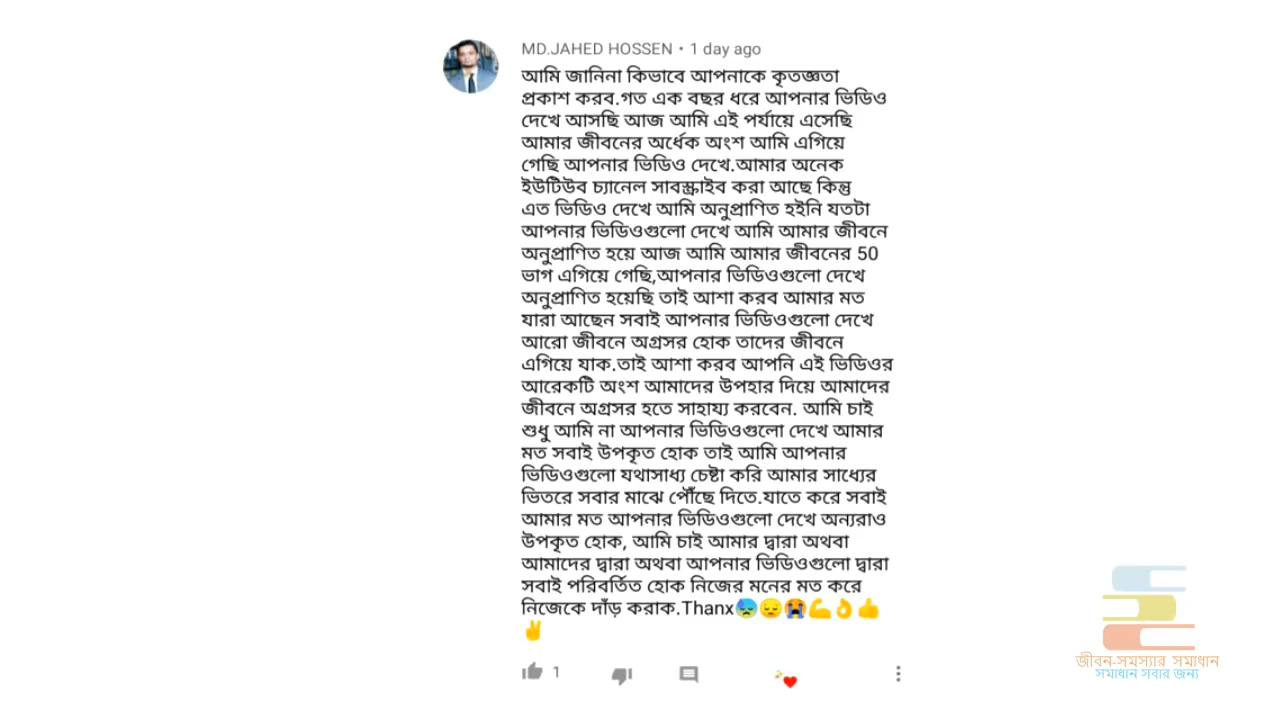 MD.JAHED HOSSEN • 1 day ago
আমি জানিনা কিভাবে আপনাকে কৃতজ্ঞতা
প্রকাশ করব.গত এক বছর ধরে আপনার ভিডিও
দেখে আসছি আজ আমি এই পর্যায়ে এসেছি
আমার জীবনের অর্ধেক অংশ আমি এগিয়ে
গেছি আপনার ভিডিও দেখে.আমার অনেক
ইউটিউব চ্যানেল সাবস্ক্রাইব করা আছে কিন্তু
এত ভিডিও দেখে আমি অনুপ্রাণিত হইনি যতটা
আপনার ভিডিওগুলো দেখে আমি আমার জীবনে
অনুপ্রাণিত হয়ে আজ আমি আমার জীবনের 50
ভাগ এগিয়ে গেছি,আপনার ভিডিওগুলো দেখে
অনুপ্রাণিত হয়েছি তাই আশা করব আমার মত
যারা আছেন সবাই আপনার ভিডিওগুলো দেখে
আরো জীবনে অগ্রসর হোক তাদের জীবনে
এগিয়ে যাক.তাই আশা করব আপনি এই ভিডিওর
আরেকটি অংশ আমাদের উপহার দিয়ে আমাদের
জীবনে অগ্রসর হতে সাহায্য করবেন. আমি চাই
শুধু আমি না আপনার ভিডিওগুলো দেখে আমার
মত সবাই উপকৃত হোক তাই আমি আপনার
ভিডিওগুলো যথাসাধ্য চেষ্টা করি আমার সাধ্যের
ভিতরে সবার মাঝে পৌঁছে দিতে.যাতে করে সবাই
আমার মত আপনার ভিডিওগুলো দেখে অন্যরাও
উপকৃত হোক, আমি চাই আমার দ্বারা অথবা
আমাদের দ্বারা অথবা আপনার ভিডিওগুলো দ্বারা
সবাই পরিবর্তিত হোক নিজের মনের মত করে
নিজেকে দাঁড় করাক.Thanx😥😔😭💪👌👍
✌
1
জীবন-সমস্যার সমাধান
সমাধান সবার জন্য